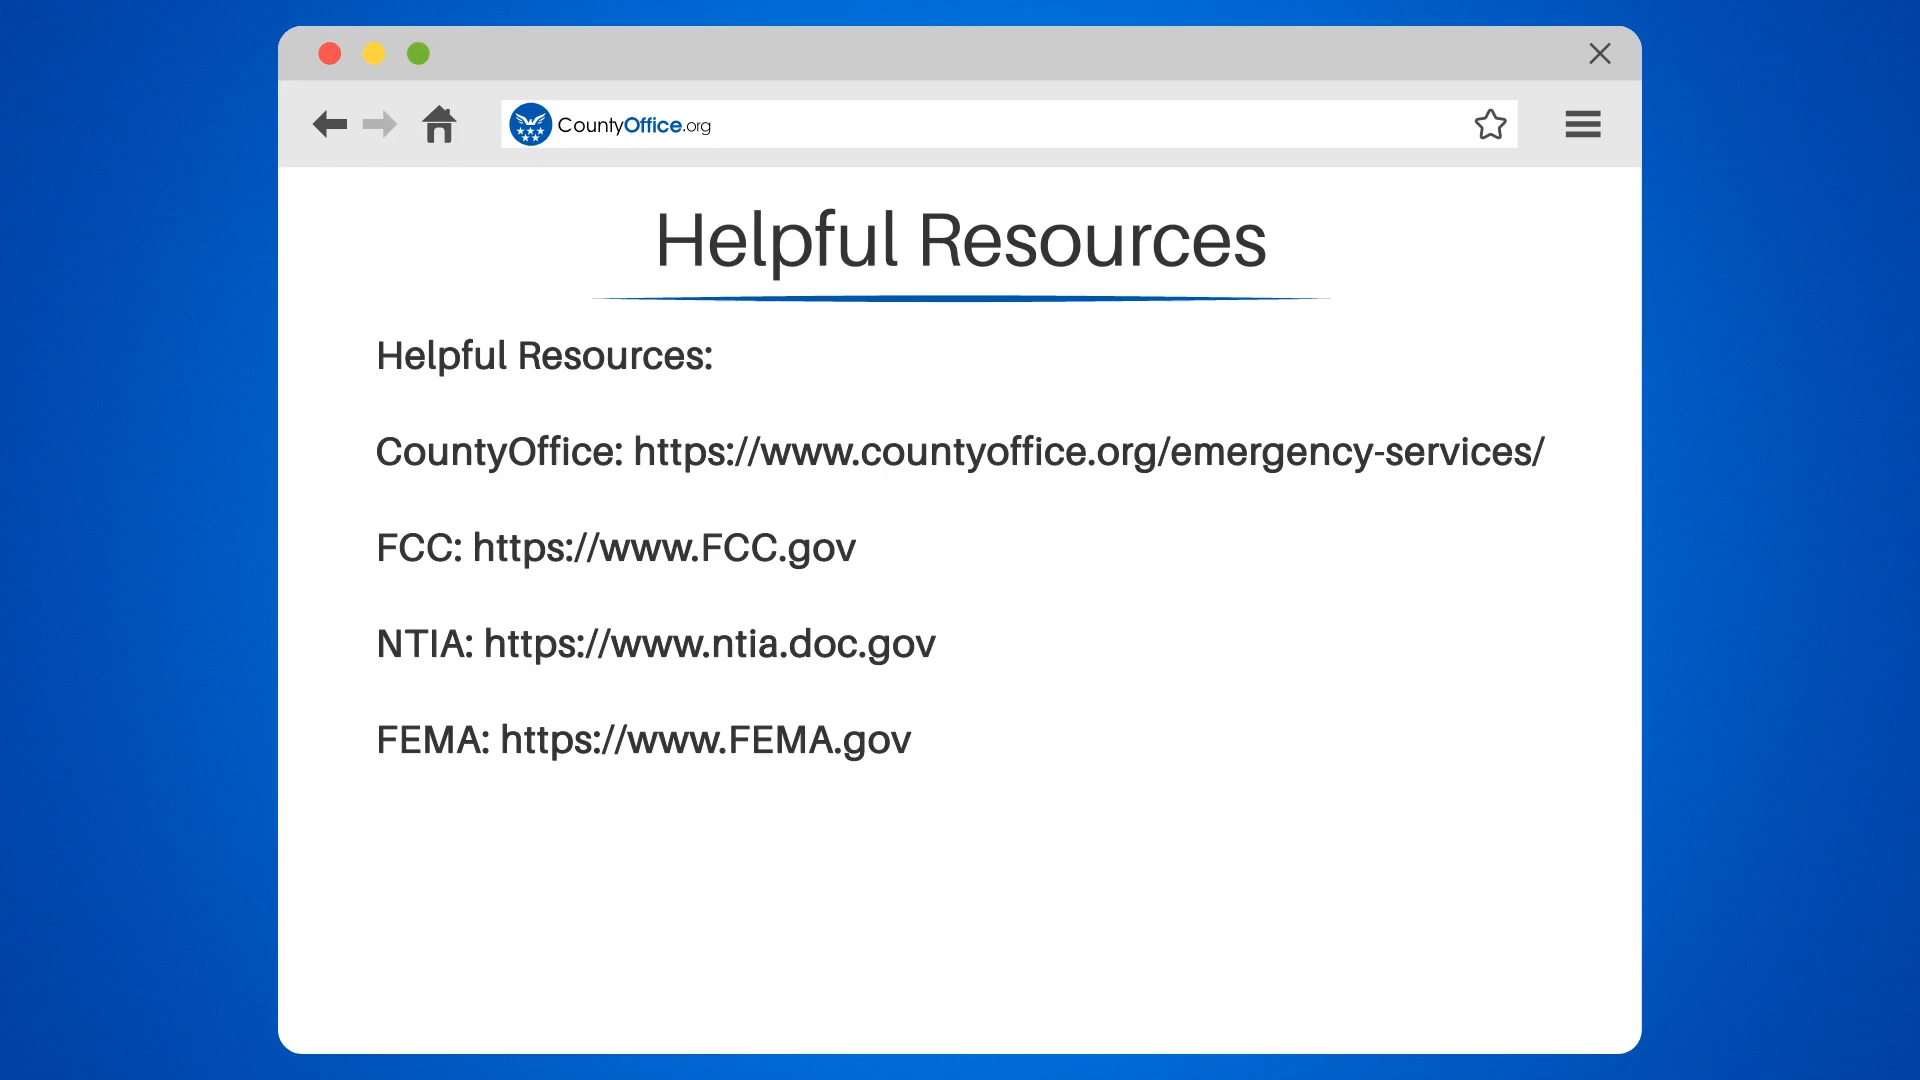 CountyOffice.org
Helpful Resources
Helpful Resources:
CountyOffice: https://www.countyoffice.org/emergency-services/
FCC: https://www.FCC.gov
NTIA: https://www.ntia.doc.gov
FEMA: https://www.FEMA.gov